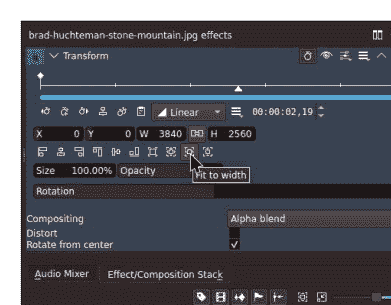 brad-huchteman-stone-mountain.jpg effects
Transform
Linear 00:00:02,19
X 0 Y 0 W 3840 H 2560
Size 100.00% Opacity
Fit to width
Rotation
Compositing Alpha blend
Distort
Rotate from center
Audio Mixer Effect/Composition Stack